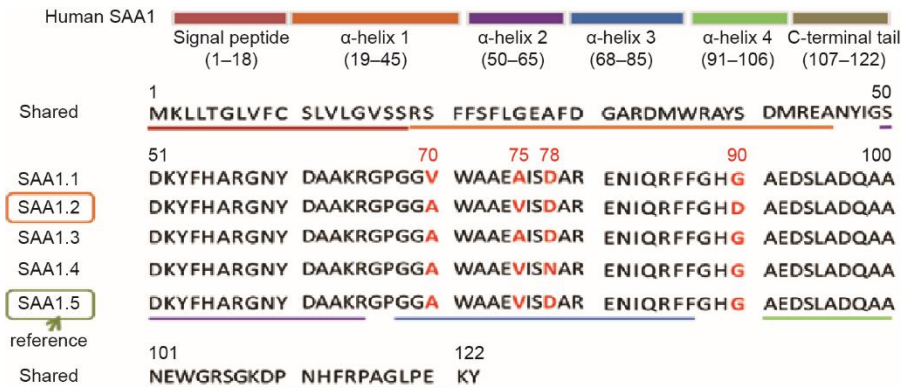 Human SAA1
Signal peptide α-helix 1 α-helix 2 α-helix 3 α-helix 4 C-terminal tail
(1–18) (19–45) (50–65) (68–85) (91–106) (107–122)
1 50
Shared MKLLTGLVFC SLVLGVSSRS FFSFLGEAFD GARDMWRAYS DMREANYIGS
51 70 75 78 90 100
SAA1.1 DKYFHARGNY DAAKRGPGGV WAAEAISDAR ENIQRFFGHG AEDSLADQAA
SAA1.2 DKYFHARGNY DAAKRGPGGA WAAEVISDAR ENIQRFFGHD AEDSLADQAA
SAA1.3 DKYFHARGNY DAAKRGPGGA WAAEAISDAR ENIQRFFGHG AEDSLADQAA
SAA1.4 DKYFHARGNY DAAKRGPGGA WAAEVISNAR ENIQRFFGHG AEDSLADQAA
SAA1.5 DKYFHARGNY DAAKRGPGGA WAAEVISDAR ENIQRFFGHG AEDSLADQAA
reference
101 122
Shared NEWGRSGKDP NHFRPAGLPE KY